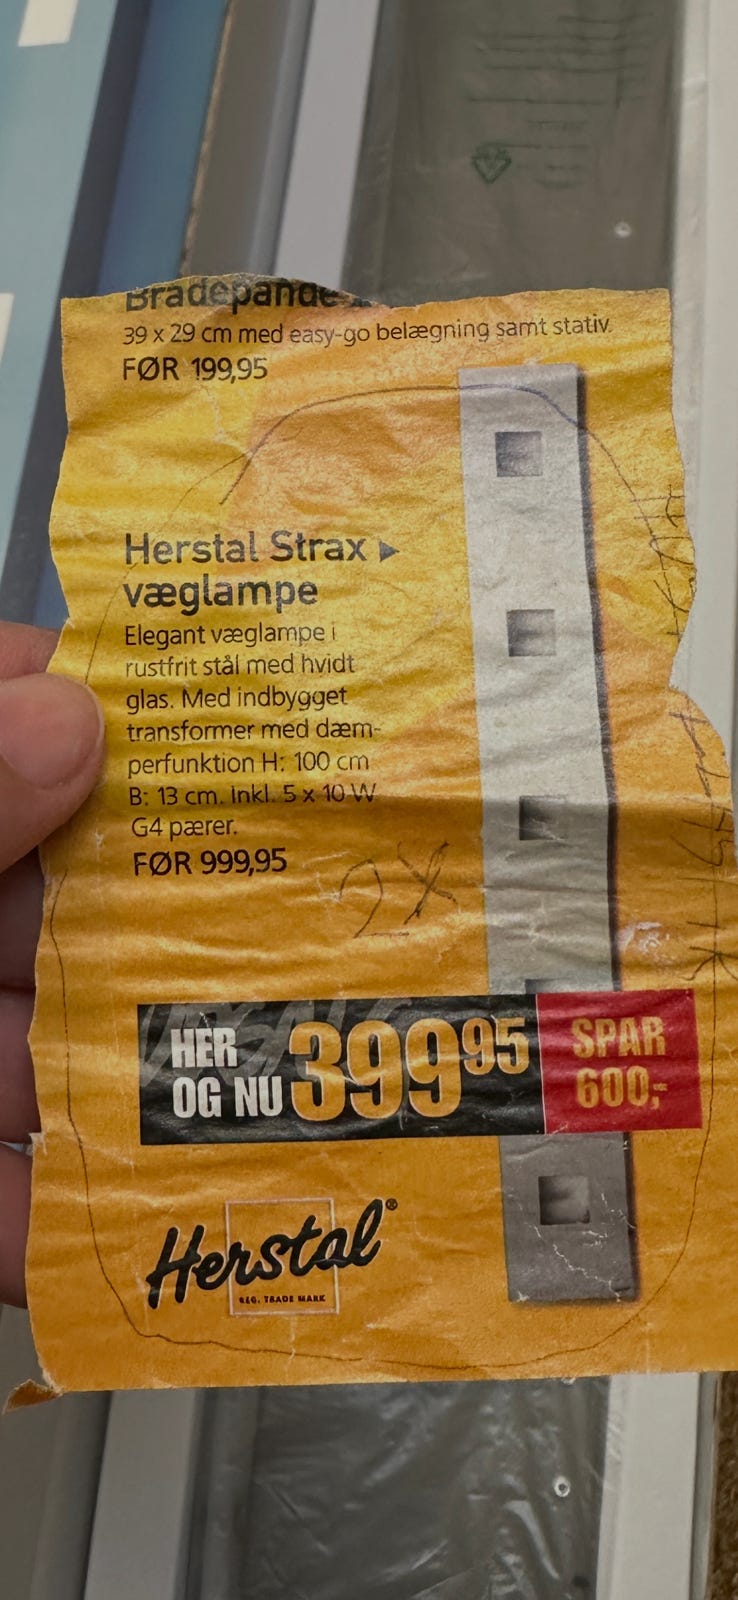 Bradepande
39 x 29 cm med easy-go belægning samt stativ.
FØR 199,95
Herstal Strax ▶
væglampe
Elegant væglampe i
rustfrit stål med hvidt
glas. Med indbygget
transformer med dæm-
perfunktion H: 100 cm
B: 13 cm. Inkl. 5 x 10 W
G4 pærer.
FØR 999,95
2X
HER
OG NU 399 95
SPAR
600,-
Herstal®
REG. TRADE MARK